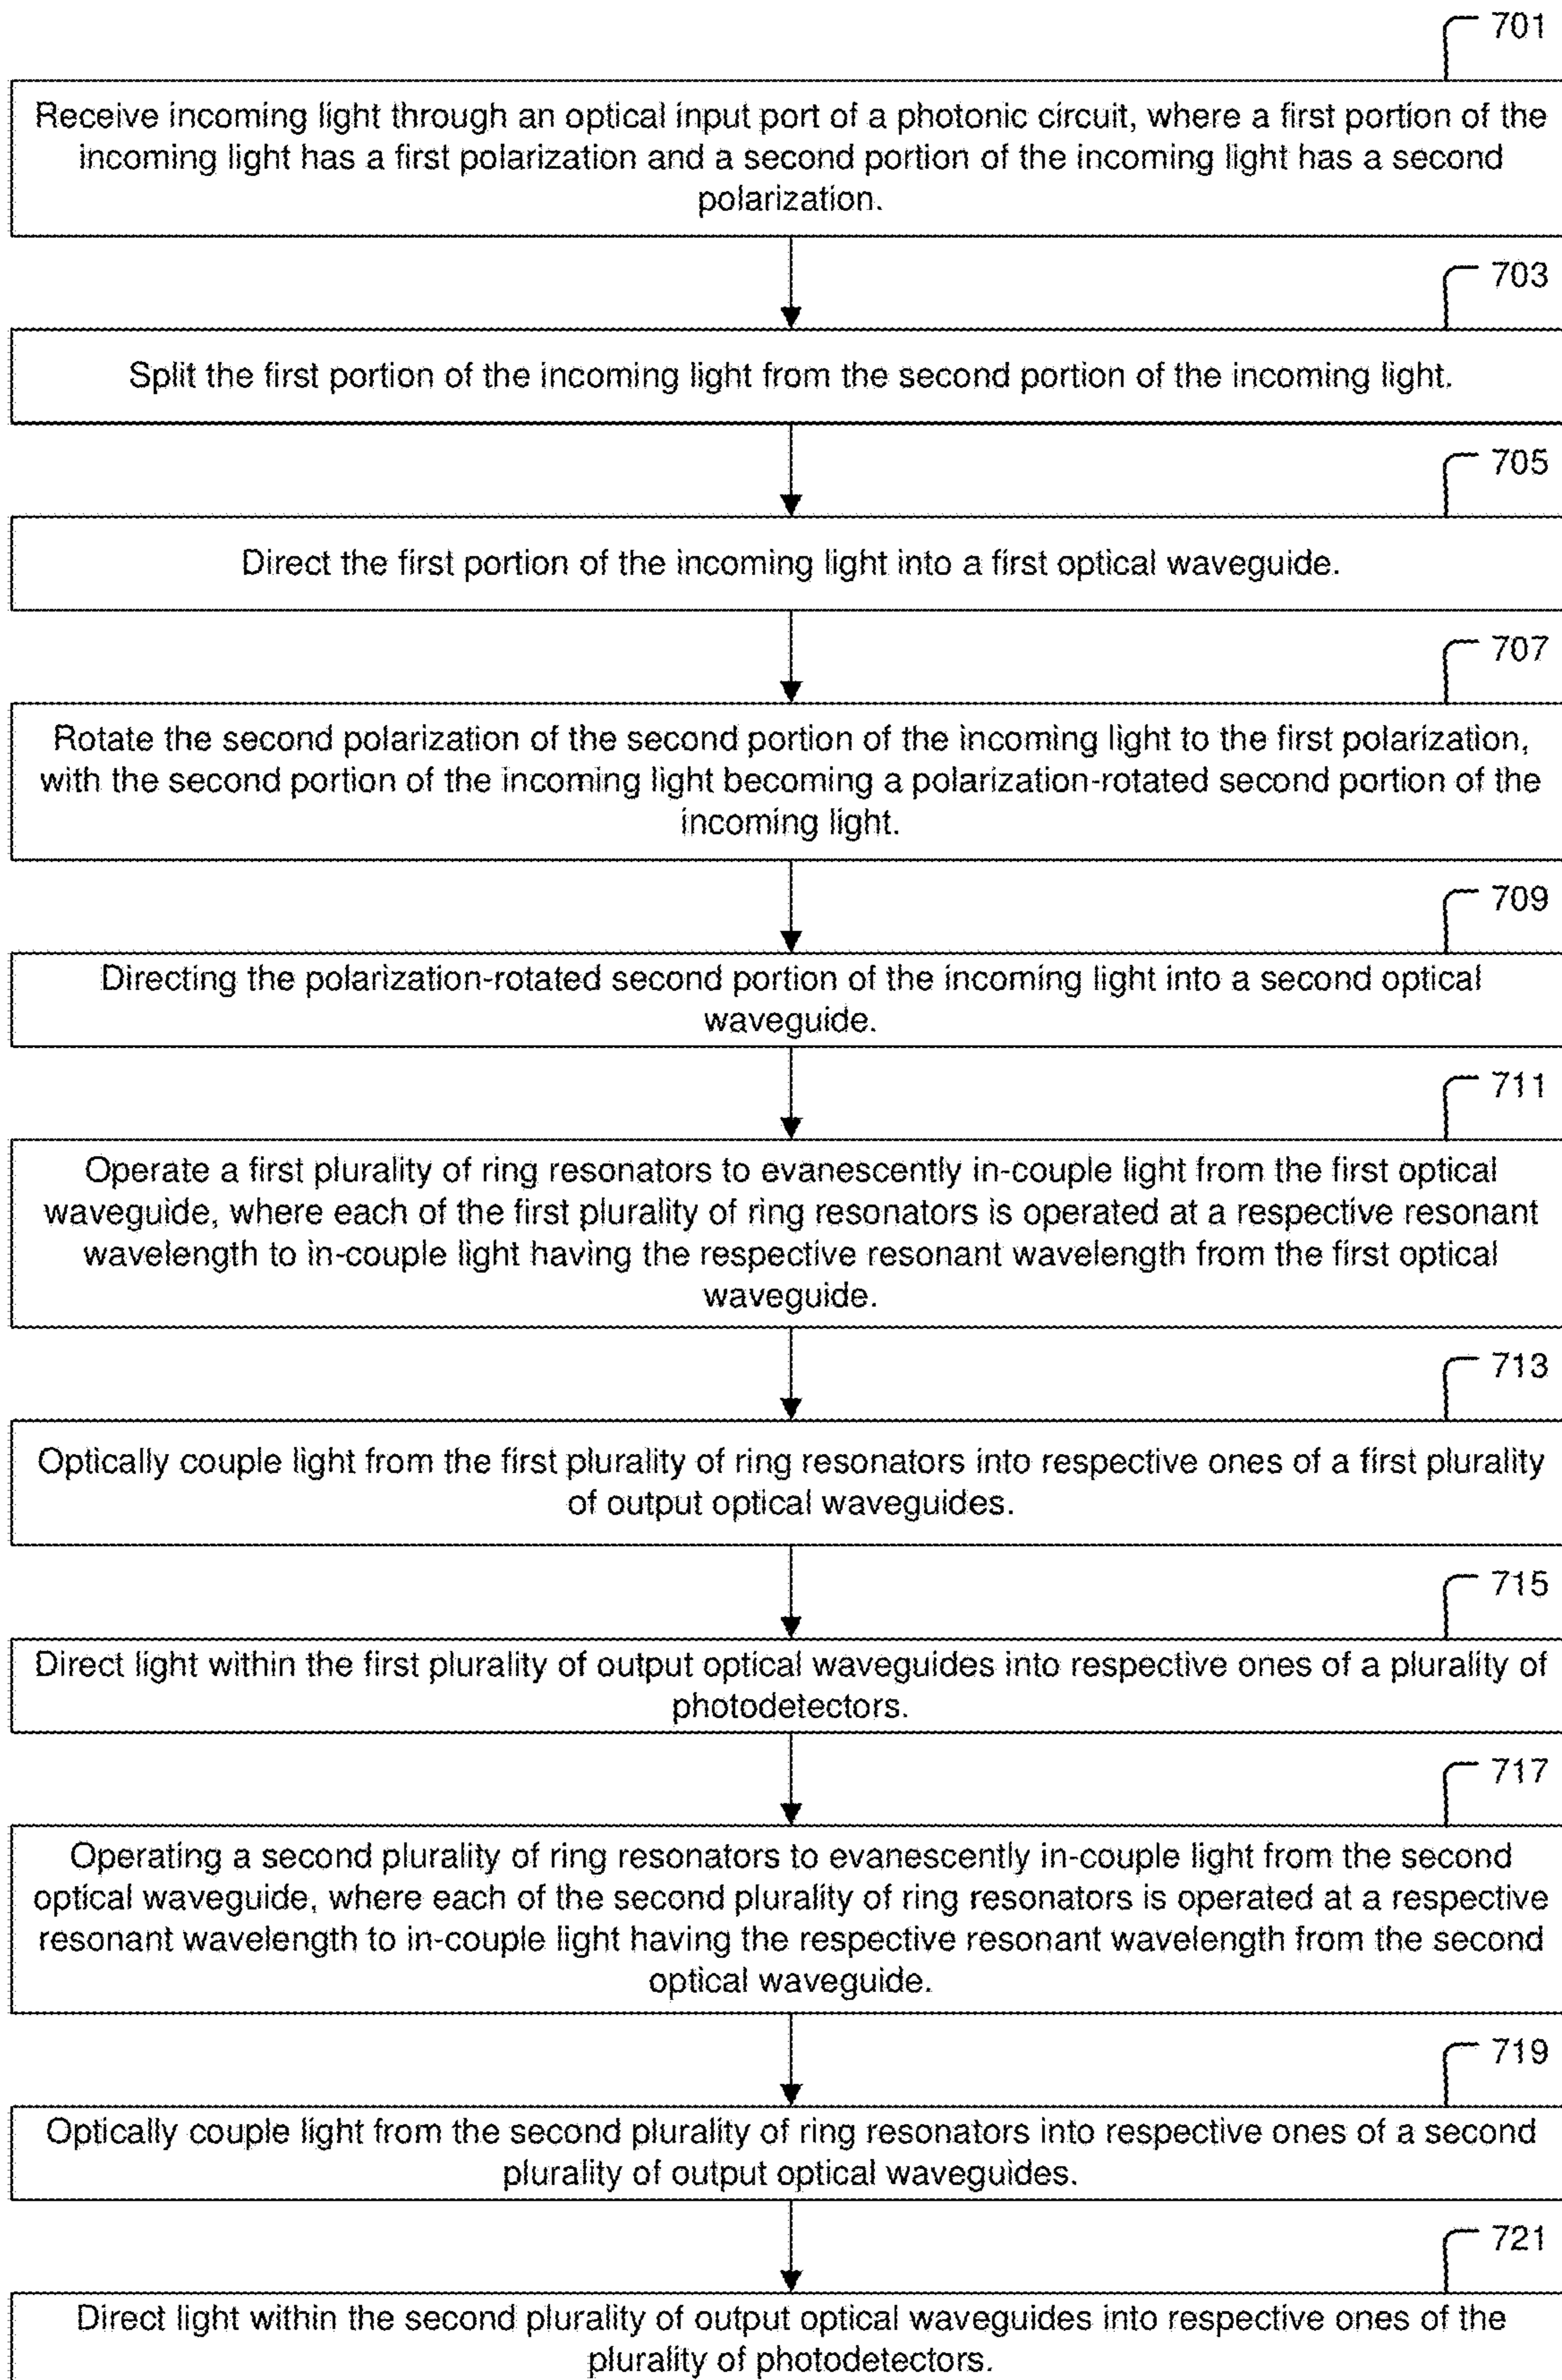 701
Receive incoming light through an optical input port of a photonic circuit, where a first portion of the
incoming light has a first polarization and a second portion of the incoming light has a second
polarization.
703
Split the first portion of the incoming light from the second portion of the incoming light.
705
Direct the first portion of the incoming light into a first optical waveguide.
707
Rotate the second polarization of the second portion of the incoming light to the first polarization,
with the second portion of the incoming light becoming a polarization-rotated second portion of the
incoming light.
709
Directing the polarization-rotated second portion of the incoming light into a second optical
waveguide.
711
Operate a first plurality of ring resonators to evanescently in-couple light from the first optical
waveguide, where each of the first plurality of ring resonators is operated at a respective resonant
wavelength to in-couple light having the respective resonant wavelength from the first optical
waveguide.
713
Optically couple light from the first plurality of ring resonators into respective ones of a first plurality
of output optical waveguides.
715
Direct light within the first plurality of output optical waveguides into respective ones of a plurality of
photodetectors.
717
Operating a second plurality of ring resonators to evanescently in-couple light from the second
optical waveguide, where each of the second plurality of ring resonators is operated at a respective
resonant wavelength to in-couple light having the respective resonant wavelength from the second
optical waveguide.
719
Optically couple light from the second plurality of ring resonators into respective ones of a second
plurality of output optical waveguides.
721
Direct light within the second plurality of output optical waveguides into respective ones of the
plurality of photodetectors.